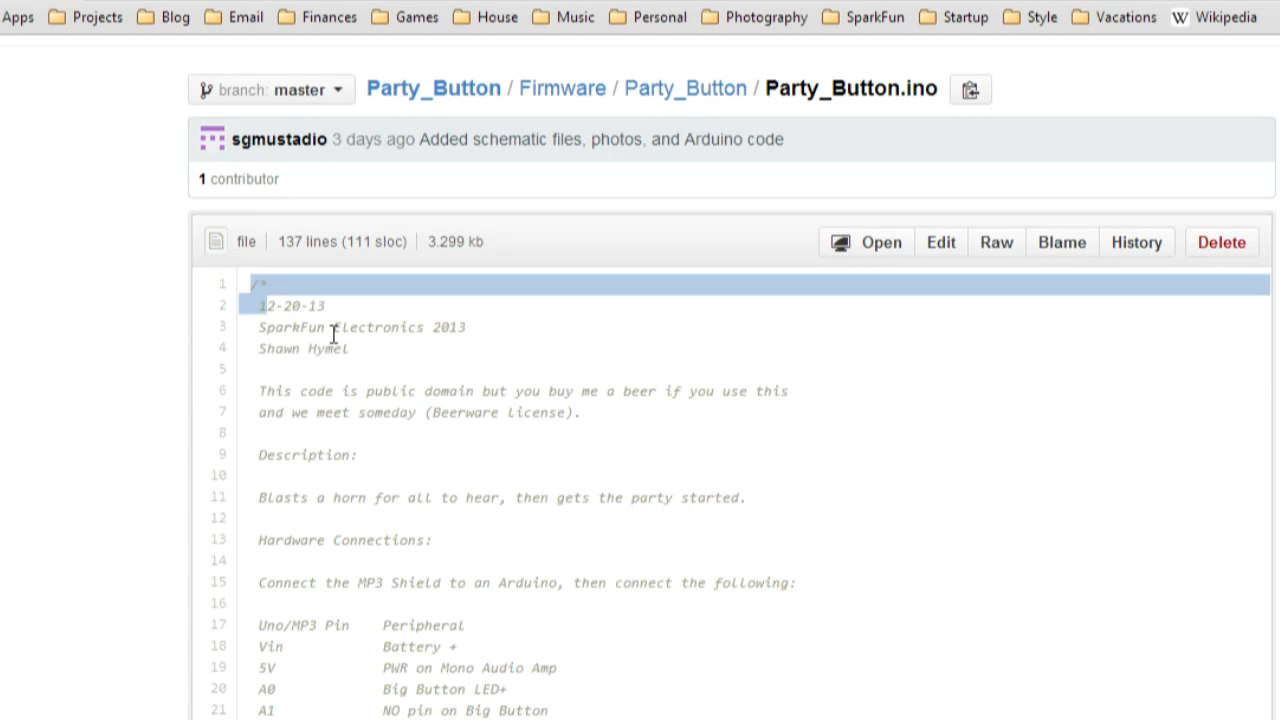 Apps Projects Blog Email Finances Games House Music Personal Photography SparkFun Startup Style Vacations W Wikipedia
branch: master Party_Button / Firmware / Party_Button / Party_Button.ino
sgmustadio 3 days ago Added schematic files, photos, and Arduino code
1 contributor
file 137 lines (111 sloc) 3.299 kb Open Edit Raw Blame History Delete
1 /*
2 12-20-13
3 SparkFun Electronics 2013
4 Shawn Hymel
5
6 This code is public domain but you buy me a beer if you use this
7 and we meet someday (Beerware license).
8
9 Description:
10
11 Blasts a horn for all to hear, then gets the party started.
12
13 Hardware Connections:
14
15 Connect the MP3 Shield to an Arduino, then connect the following:
16
17 Uno/MP3 Pin Peripheral
18 Vin Battery +
19 5V PWR on Mono Audio Amp
20 A0 Big Button LED+
21 A1 NO pin on Big Button